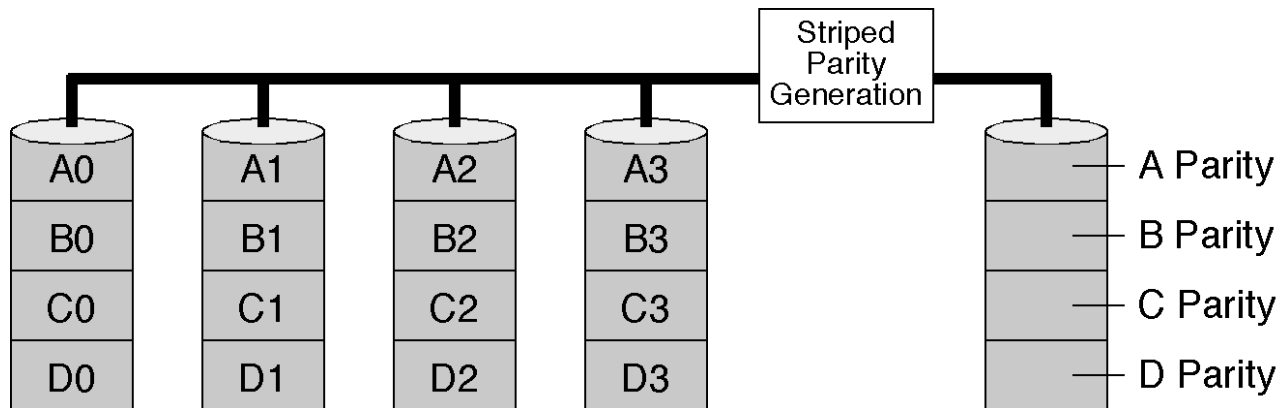 Striped
Parity
Generation
A0 A1 A2 A3 A Parity
B0 B1 B2 B3 B Parity
C0 C1 C2 C3 C Parity
D0 D1 D2 D3 D Parity